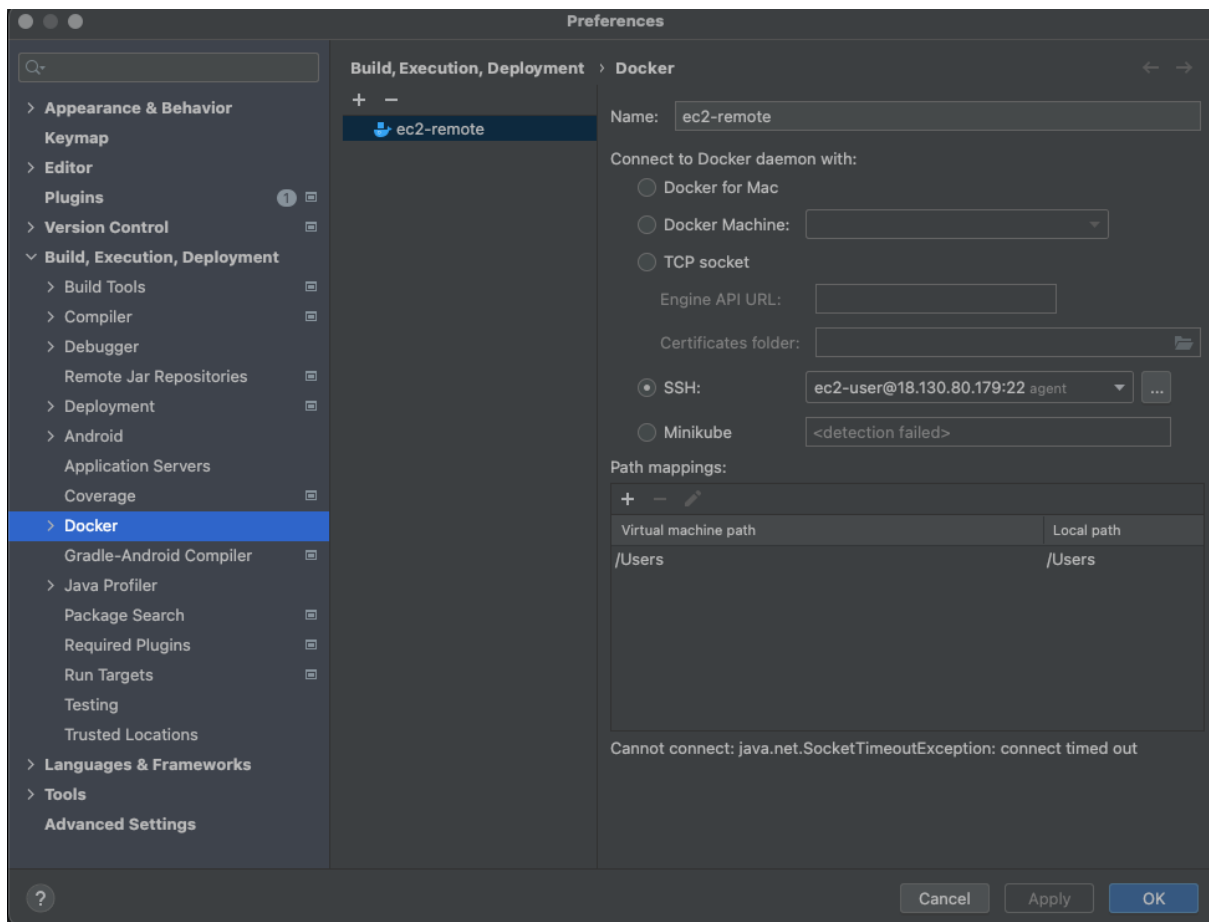 Preferences
Appearance & Behavior
Keymap
Editor
Plugins 1
Version Control
Build, Execution, Deployment
Build Tools
Compiler
Debugger
Remote Jar Repositories
Deployment
Android
Application Servers
Coverage
Docker
Gradle-Android Compiler
Java Profiler
Package Search
Required Plugins
Run Targets
Testing
Trusted Locations
Languages & Frameworks
Tools
Advanced Settings
Build, Execution, Deployment › Docker
ec2-remote
Name: ec2-remote
Connect to Docker daemon with:
Docker for Mac
Docker Machine:
TCP socket
Engine API URL:
Certificates folder:
SSH: ec2-user@18.130.80.179:22 agent ...
Minikube <detection failed>
Path mappings:
Virtual machine path Local path
/Users /Users
Cannot connect: java.net.SocketTimeoutException: connect timed out
? Cancel Apply OK